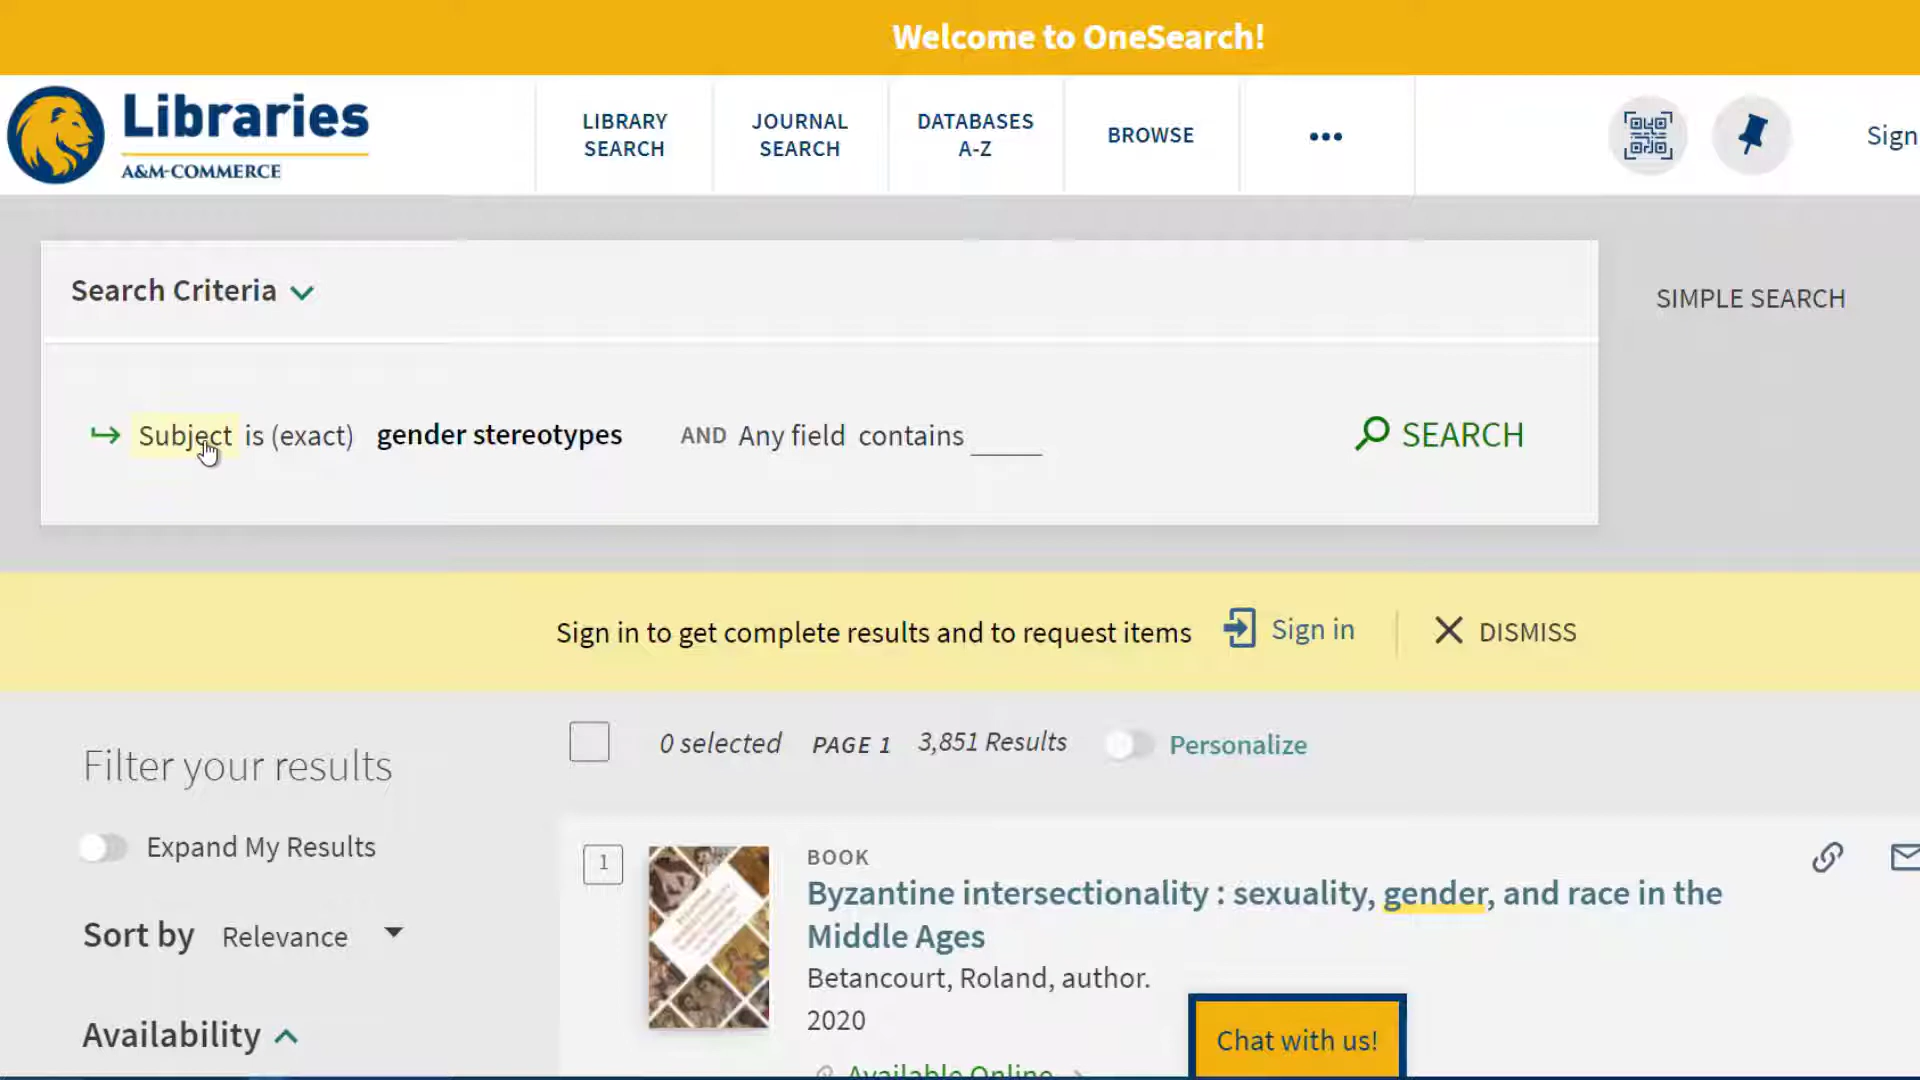 Welcome to OneSearch!
Libraries
A&M-COMMERCE
LIBRARY
SEARCH
JOURNAL
SEARCH
DATABASES
A-Z
BROWSE
Sign
Search Criteria
SIMPLE SEARCH
Subject is (exact) gender stereotypes AND Any field contains SEARCH
Sign in to get complete results and to request items Sign in DISMISS
0 selected PAGE 1 3,851 Results Personalize
Filter your results
Expand My Results
Sort by Relevance
Availability
1
BOOK
Byzantine intersectionality : sexuality, gender, and race in the
Middle Ages
Betancourt, Roland, author.
2020
Available Online
Chat with us!